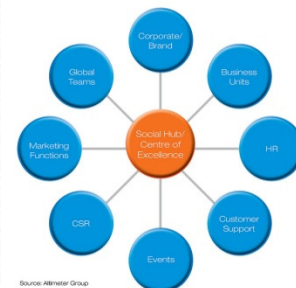 Corporate/
Brand
Global
Teams
Business
Units
Marketing
Functions
Social Hub/
Centre of
Excellence
HR
CSR
Customer
Support
Events
Source: Altimeter Group